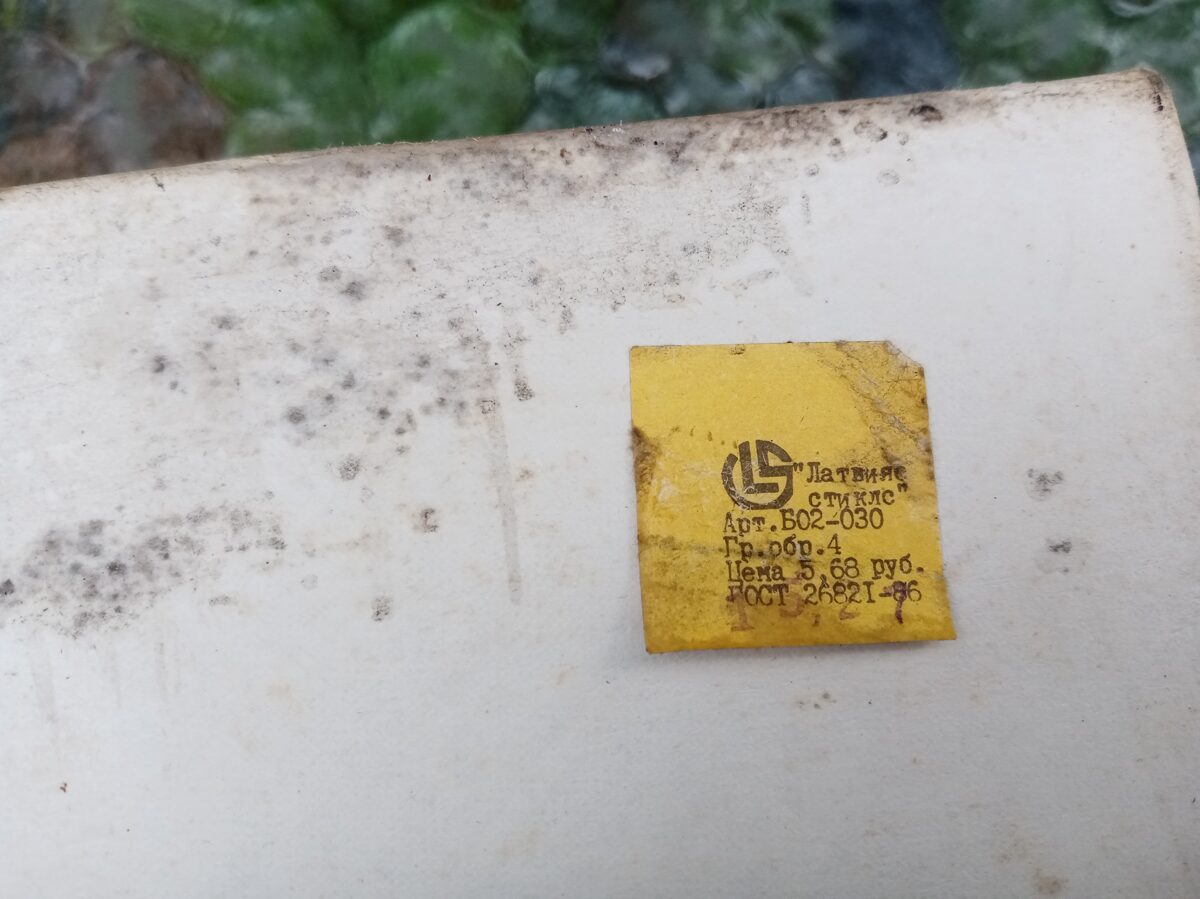 "Латвияс
стиклс"
Арт.Б02-030
Гр.обр.4
Цена 5,68 руб.
ГОСТ 26821-86